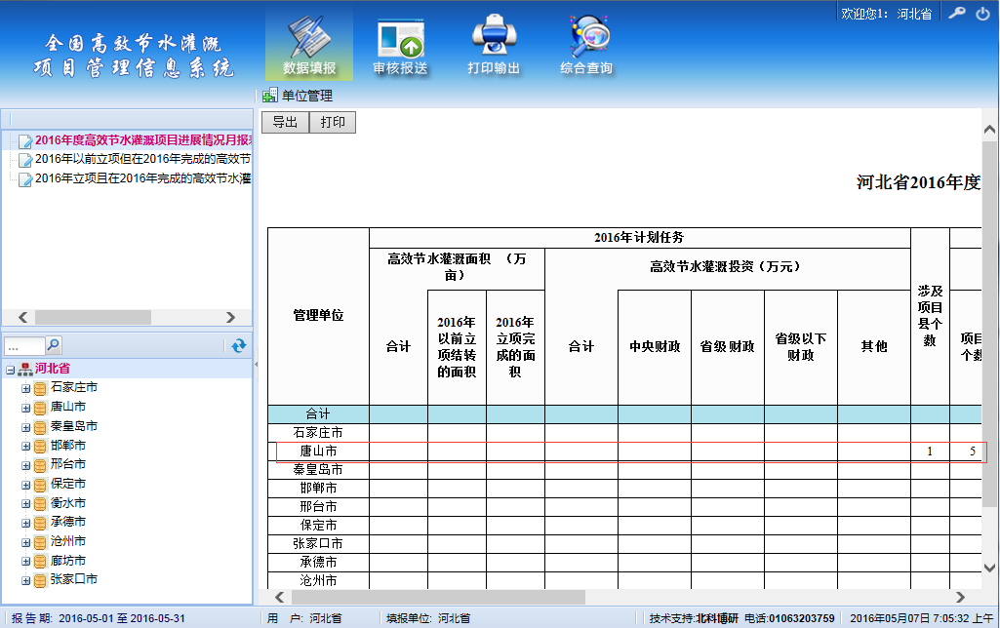 欢迎您1： 河北省
全国高效节水灌溉
项目管理信息系统
数据填报 审核报送 打印输出 综合查询
单位管理
导出 打印
2016年度高效节水灌溉项目进展情况月报表
2016年以前立项但在2016年完成的高效节
2016年立项且在2016年完成的高效节水灌
河北省2016年度
2016年计划任务
高效节水灌溉面积 （万亩）
高效节水灌溉投资（万元）
管理单位
合计
2016年以前立项结转的面积
2016年立项完成的面积
合计
中央财政
省级财政
省级以下财政
其他
涉及项目县个数
项目个数
合计
石家庄市
唐山市 1 5
秦皇岛市
邯郸市
邢台市
保定市
张家口市
承德市
沧州市
...
河北省
石家庄市
唐山市
秦皇岛市
邯郸市
邢台市
保定市
衡水市
承德市
沧州市
廊坊市
张家口市
报 告 期: 2016-05-01 至 2016-05-31 用 户: 河北省 填报单位: 河北省 技术支持:北科博研 电话:01063203759 2016年05月07日 7:05:32 上午